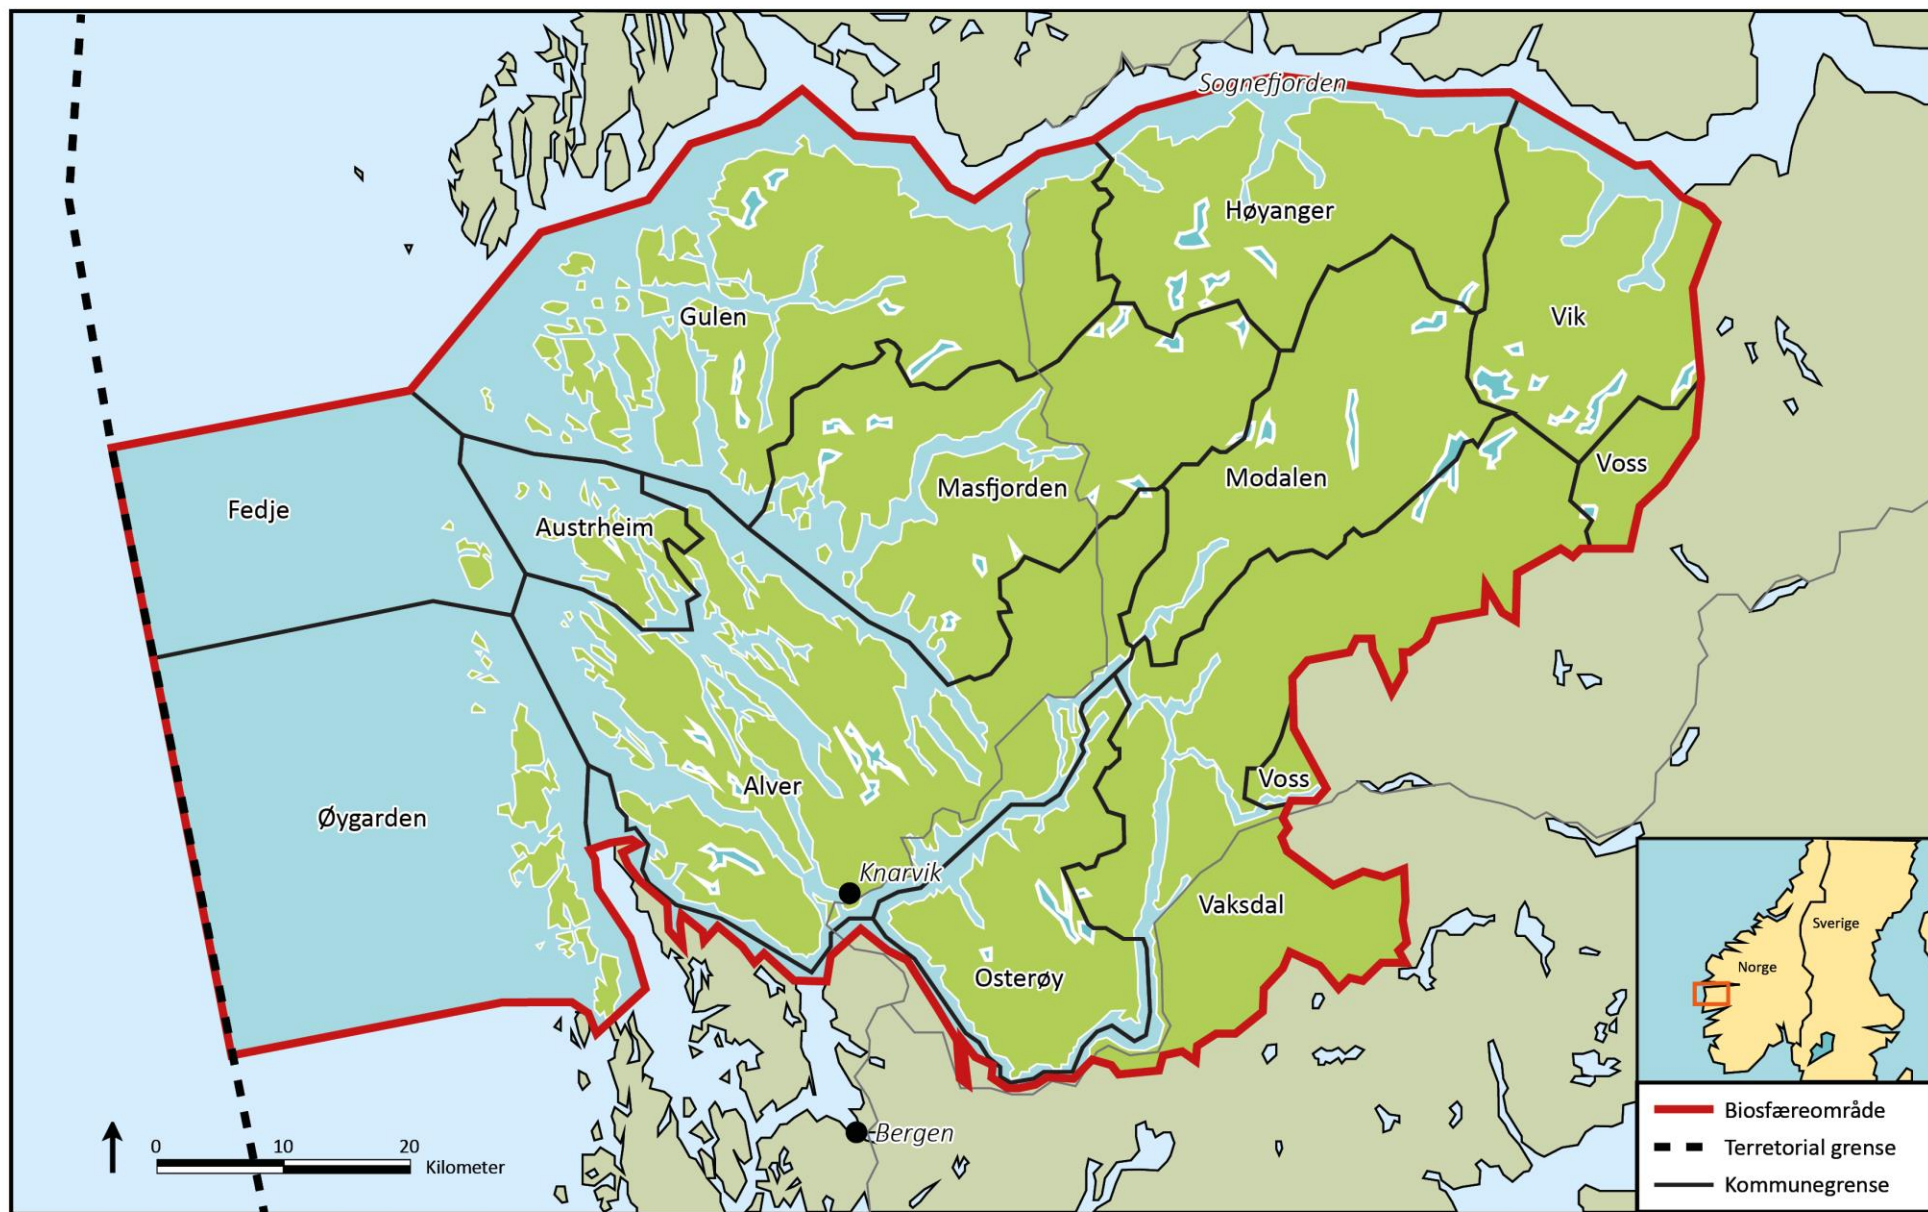 Sognefjorden
Høyanger
Gulen
Vik
Voss
Modalen
Masfjorden
Fedje
Austrheim
Voss
Alver
Øygarden
Knarvik
Vaksdal
Osterøy
Bergen
0 10 20
Kilometer
Sverige
Norge
Biosfæreområde
Terretorial grense
Kommunegrense